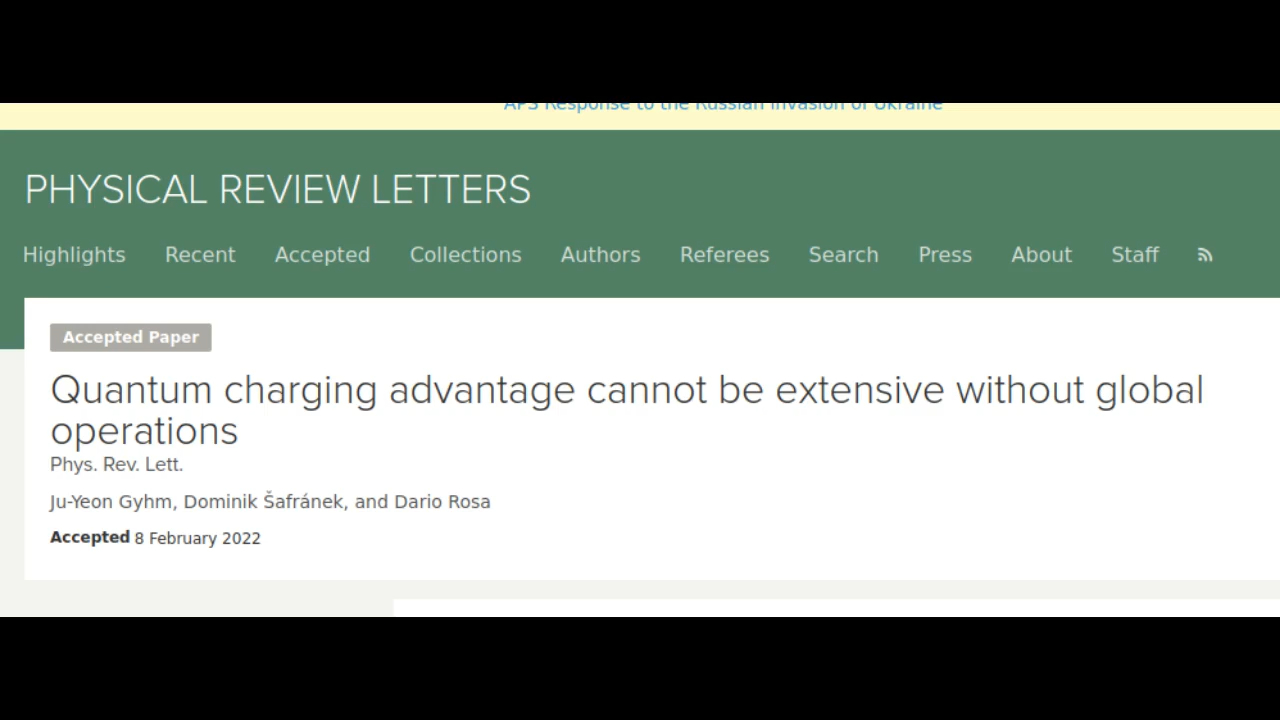 APS Response to the Russian Invasion of Ukraine
PHYSICAL REVIEW LETTERS
Highlights Recent Accepted Collections Authors Referees Search Press About Staff
Accepted Paper
Quantum charging advantage cannot be extensive without global
operations
Phys. Rev. Lett.
Ju-Yeon Gyhm, Dominik Šafránek, and Dario Rosa
Accepted 8 February 2022